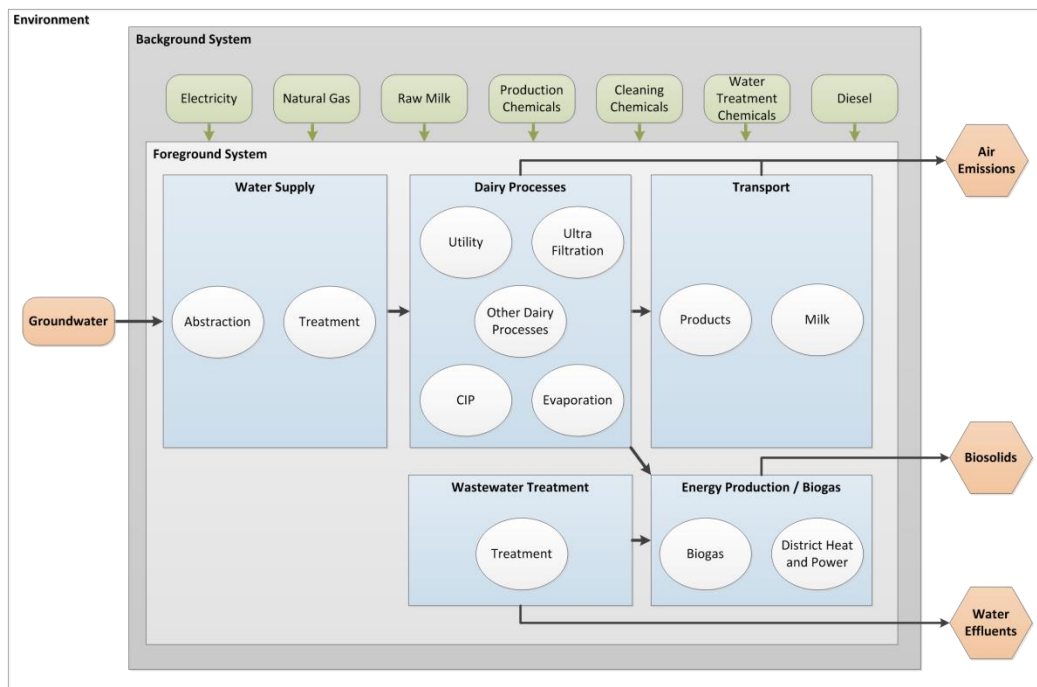 Environment
Background System
Electricity
Natural Gas
Raw Milk
Production
Chemicals
Cleaning
Chemicals
Water
Treatment
Chemicals
Diesel
Foreground System
Water Supply
Dairy Processes
Transport
Air
Emissions
Utility
Ultra
Filtration
Groundwater
Abstraction
Treatment
Other Dairy
Processes
Products
Milk
CIP
Evaporation
Biosolids
Wastewater Treatment
Energy Production / Biogas
Treatment
Biogas
District Heat
and Power
Water
Effluents